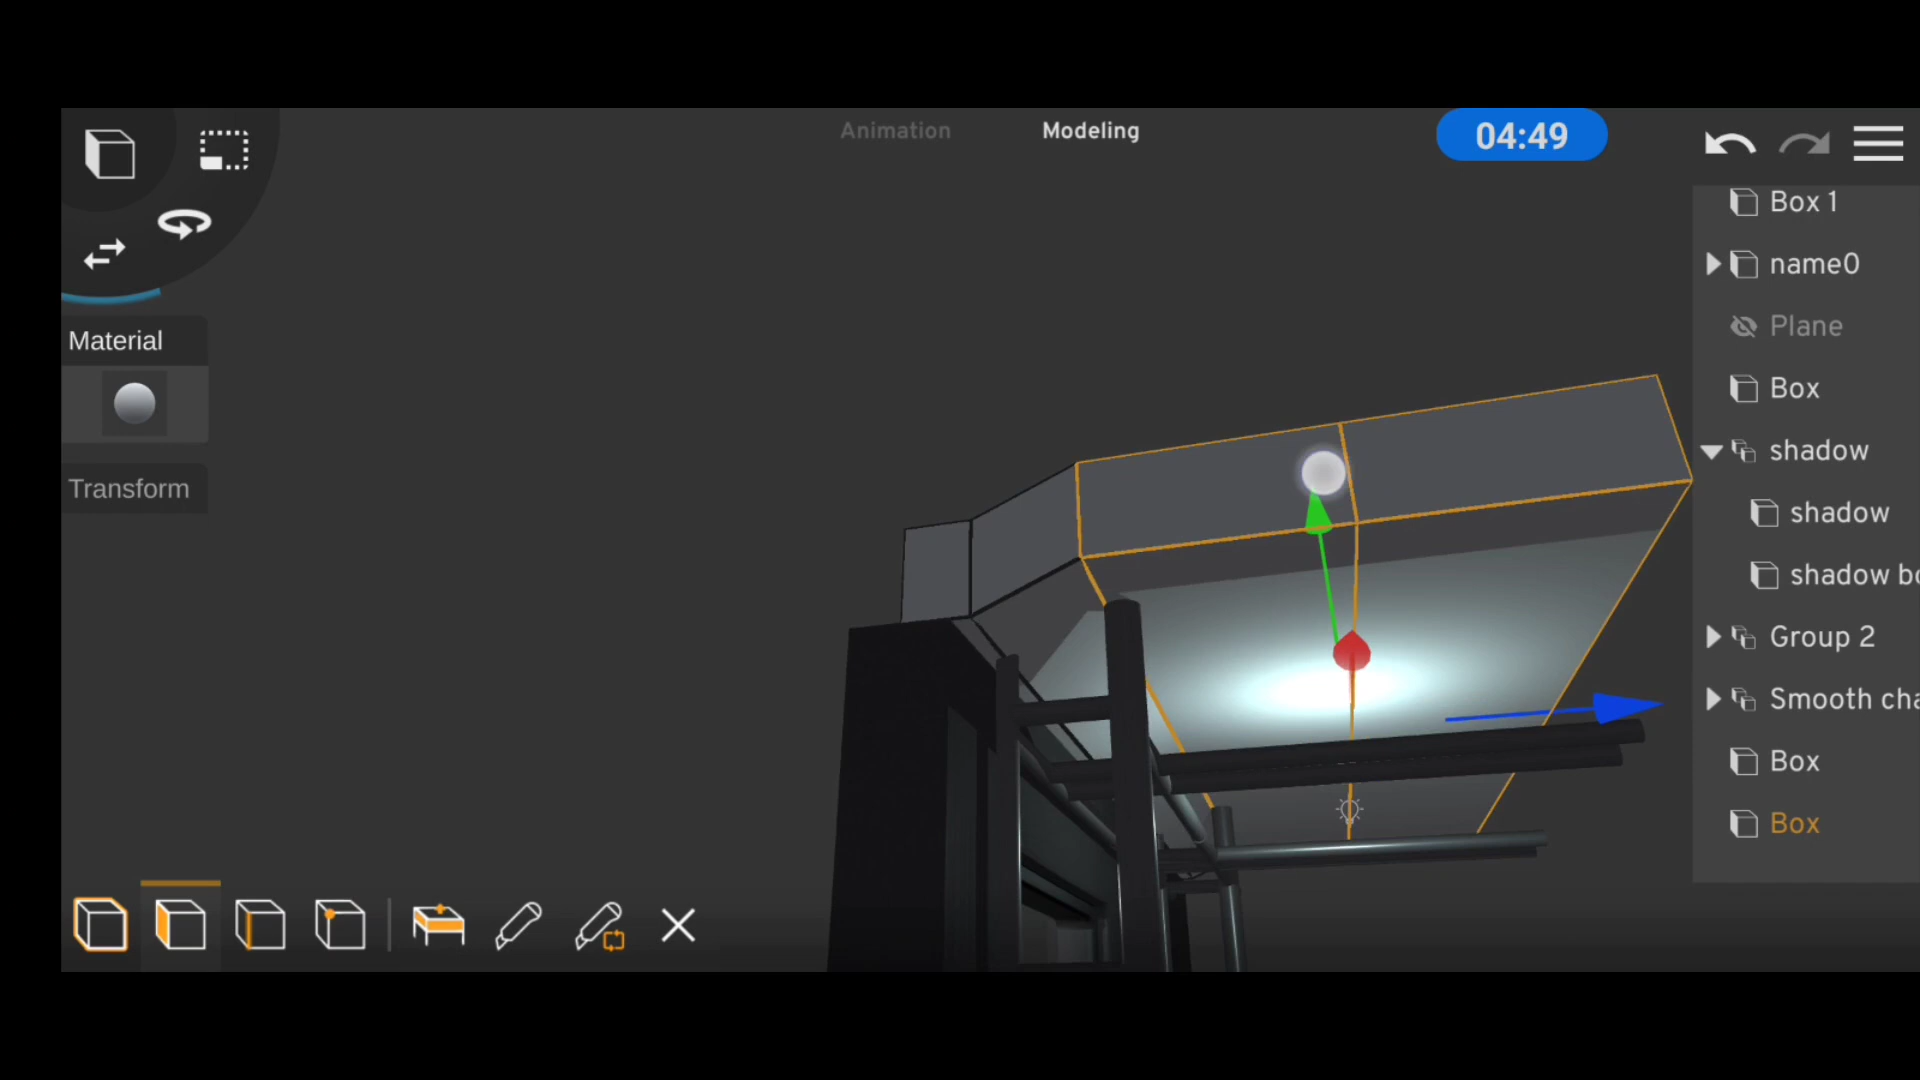 Animation
Modeling
04:49
Material
Transform
Box 1
name0
Plane
Box
shadow
shadow
shadow bo
Group 2
Smooth cha
Box
Box